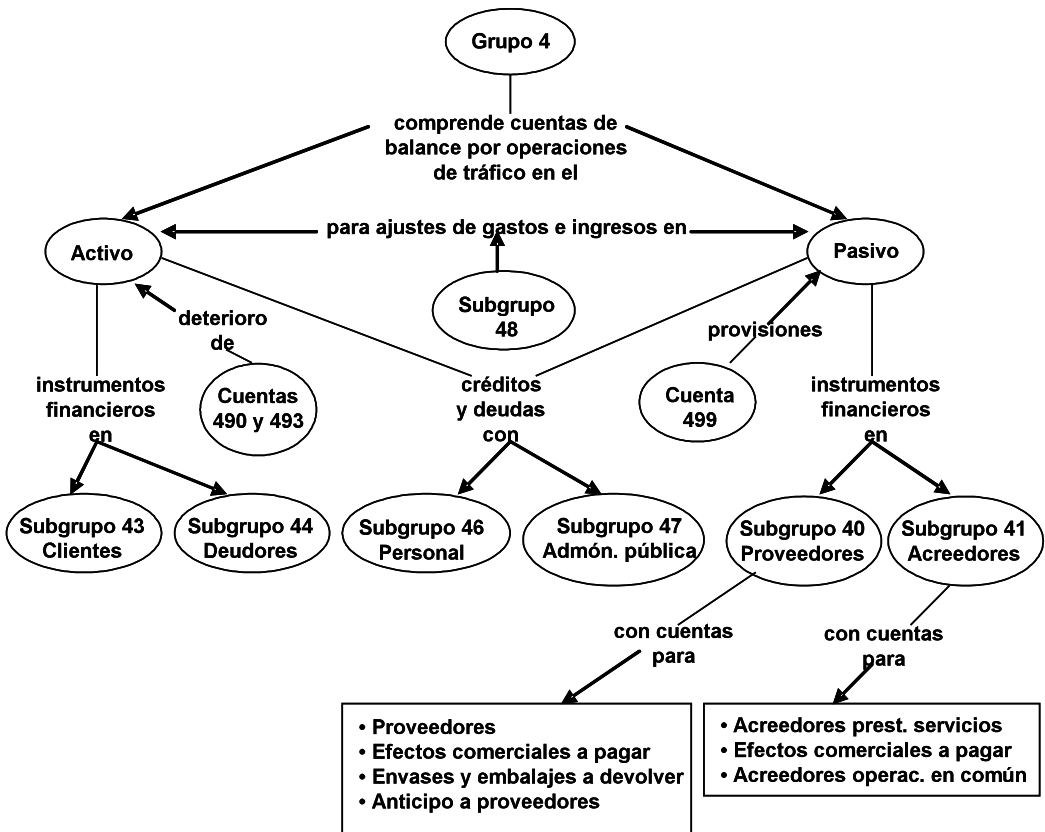 Grupo 4
comprende cuentas de
balance por operaciones
de tráfico en el
para ajustes de gastos e ingresos en
Activo
Pasivo
Subgrupo
48
deterioro
de
provisiones
Cuentas
490 y 493
Cuenta
499
instrumentos
financieros
en
créditos
y deudas
con
instrumentos
financieros
en
Subgrupo 43
Clientes
Subgrupo 44
Deudores
Subgrupo 46
Personal
Subgrupo 47
Admón. pública
Subgrupo 40
Proveedores
Subgrupo 41
Acreedores
con cuentas
para
con cuentas
para
• Proveedores
• Efectos comerciales a pagar
• Envases y embalajes a devolver
• Anticipo a proveedores
• Acreedores prest. servicios
• Efectos comerciales a pagar
• Acreedores operac. en común